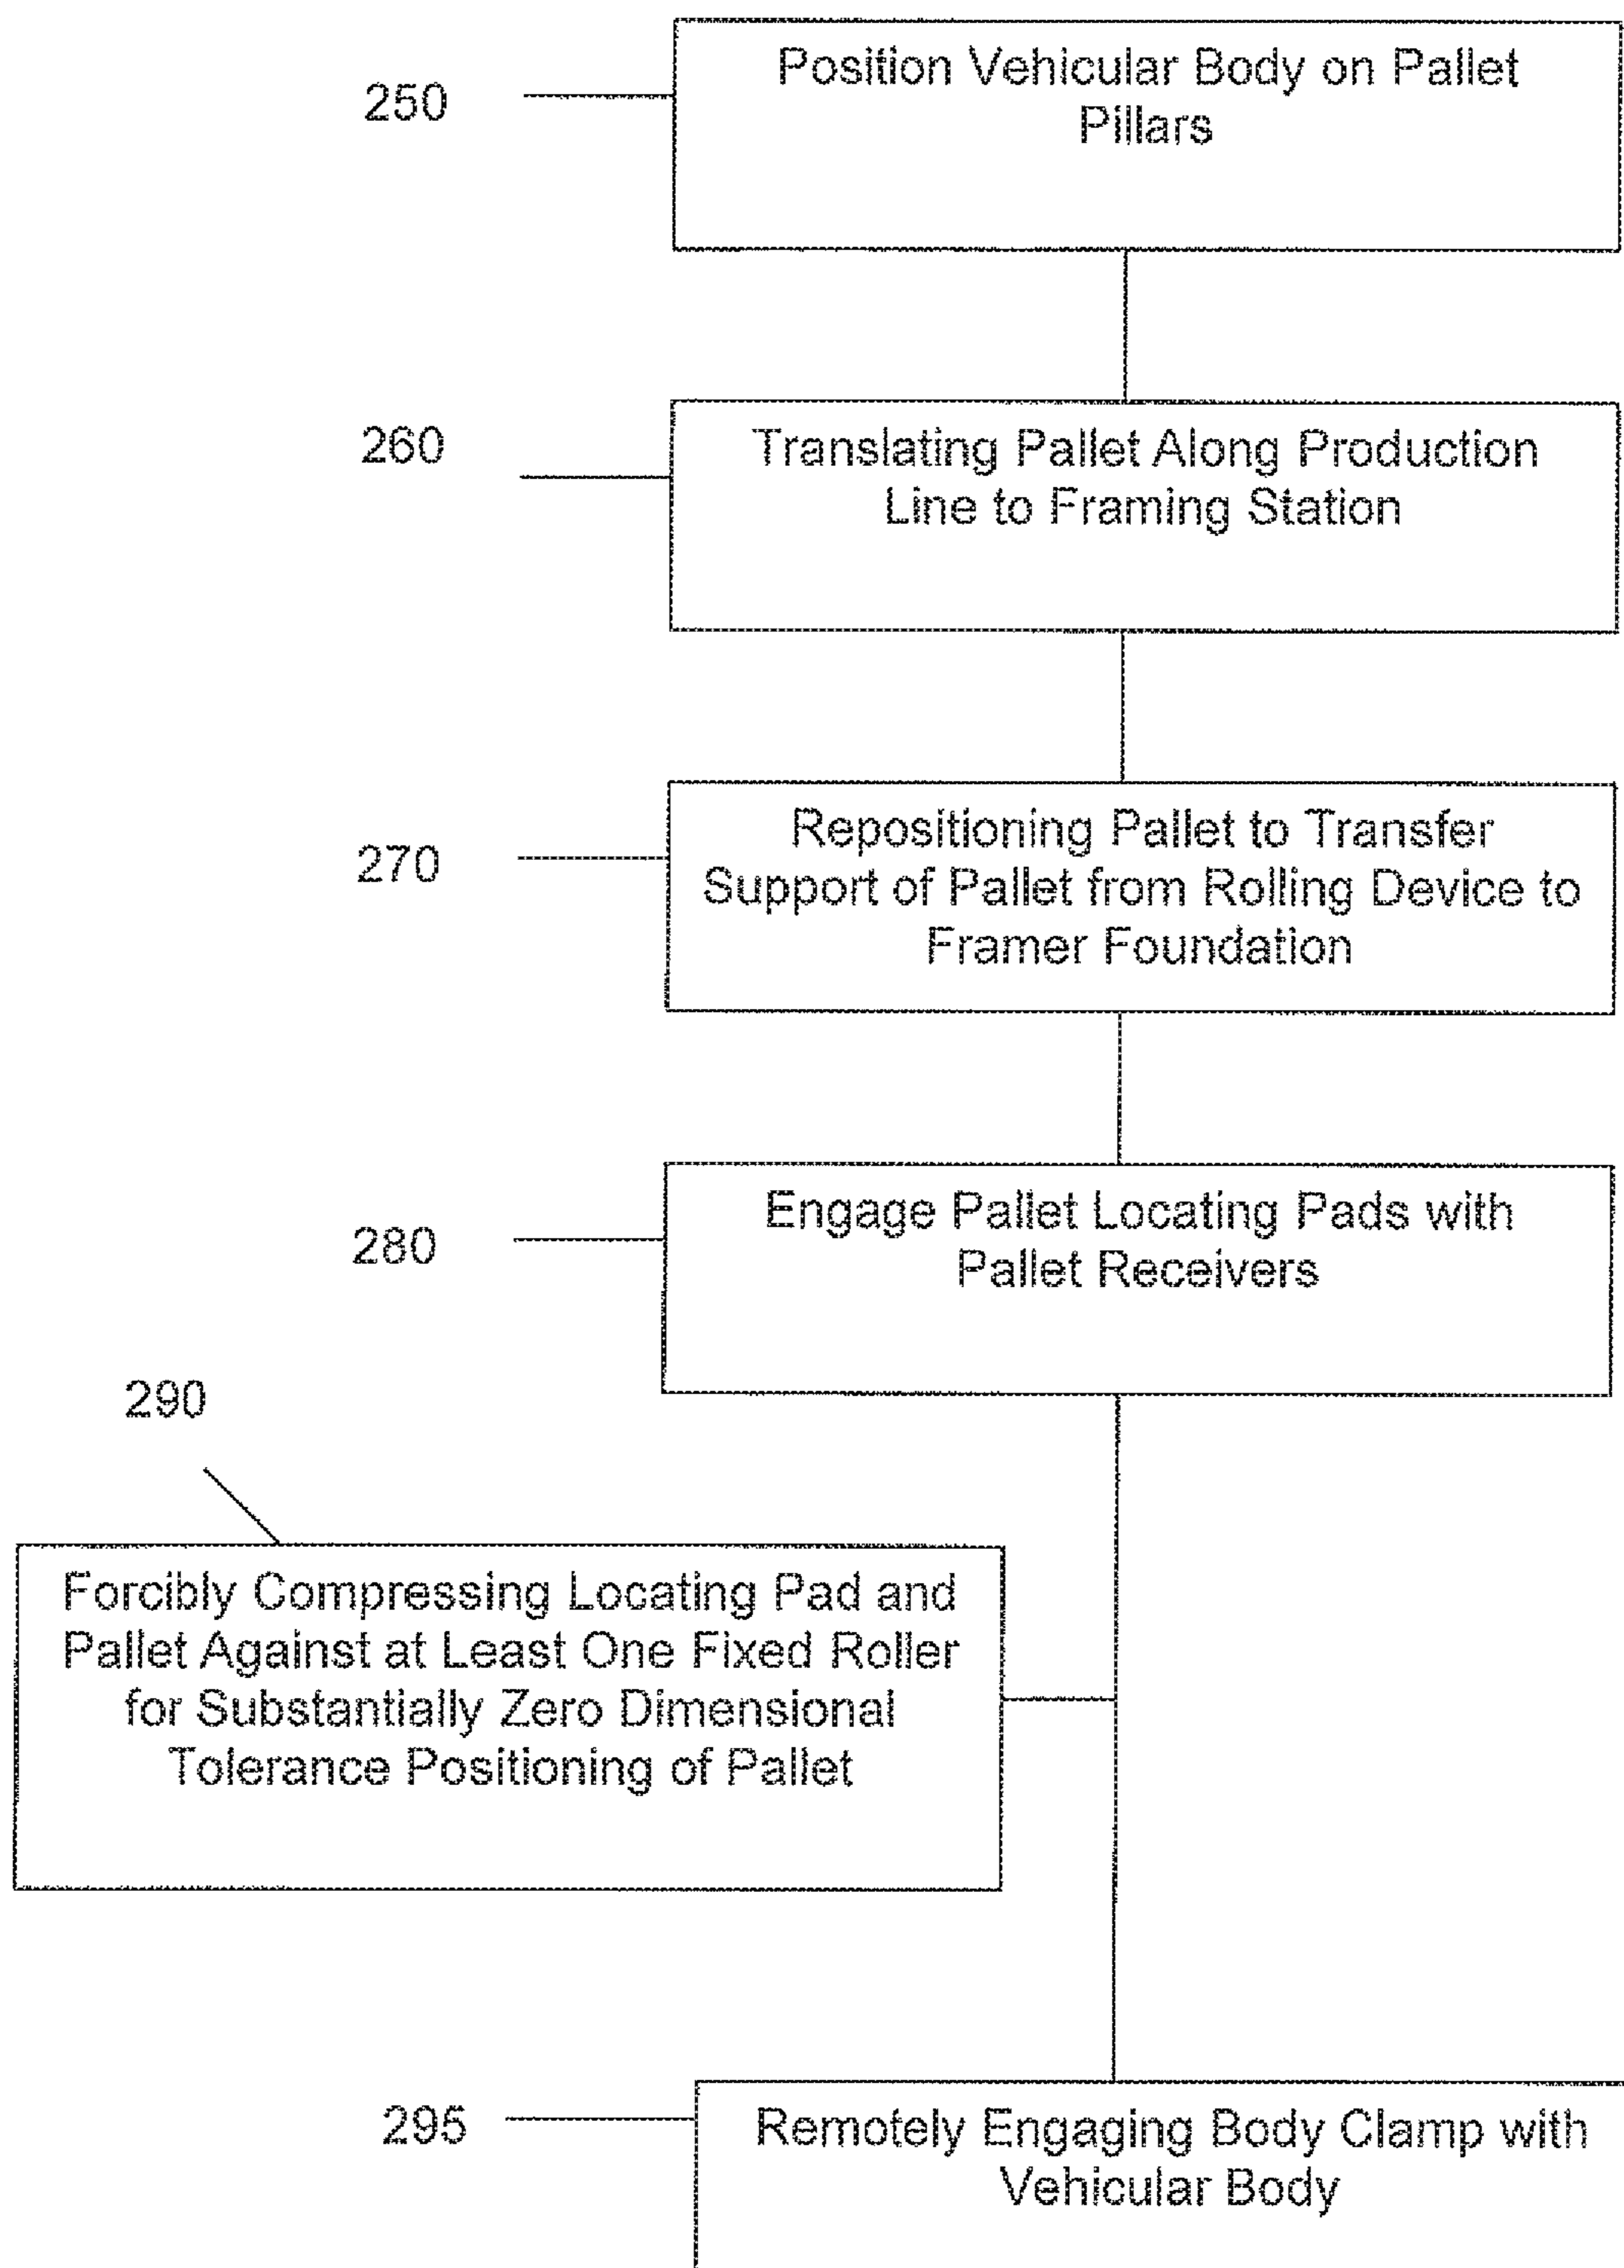 250
Position Vehicular Body on Pallet
Pillars
260
Translating Pallet Along Production
Line to Framing Station
270
Repositioning Pallet to Transfer
Support of Pallet from Rolling Device to
Framer Foundation
280
Engage Pallet Locating Pads with
Pallet Receivers
290
Forcibly Compressing Locating Pad and
Pallet Against at Least One Fixed Roller
for Substantially Zero Dimensional
Tolerance Positioning of Pallet
295
Remotely Engaging Body Clamp with
Vehicular Body